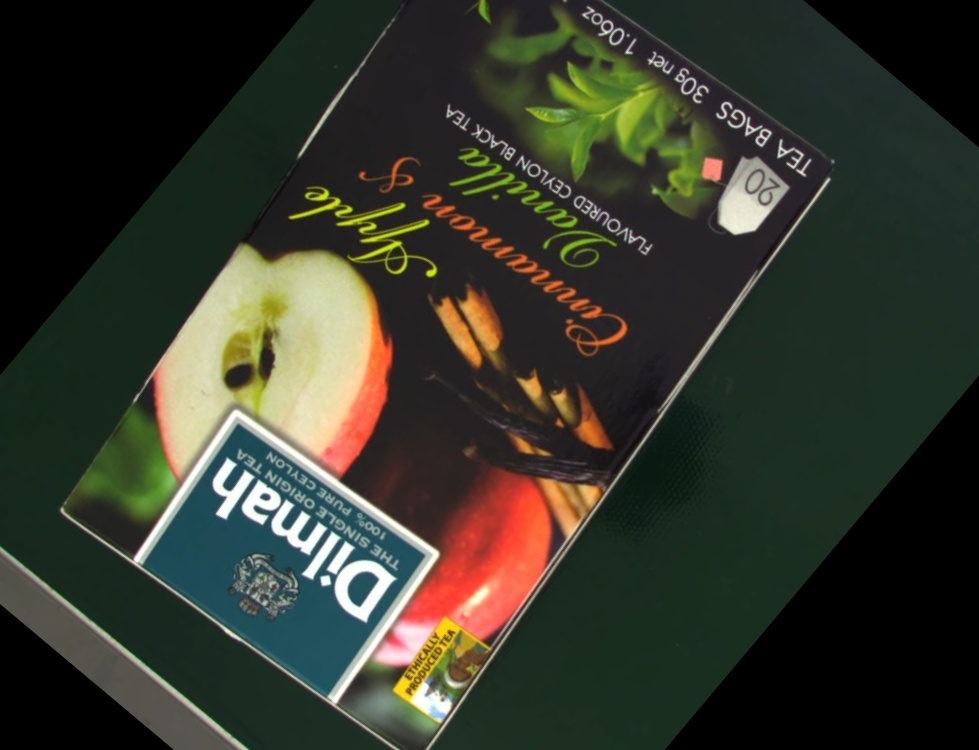 Dilmah
THE SINGLE ORIGIN TEA
100% PURE CEYLON
ETHICALLY
PRODUCED TEA
Apple
Cinnamon &
Vanilla
FLAVOURED CEYLON BLACK TEA
20
TEA BAGS 30g net 1.06oz